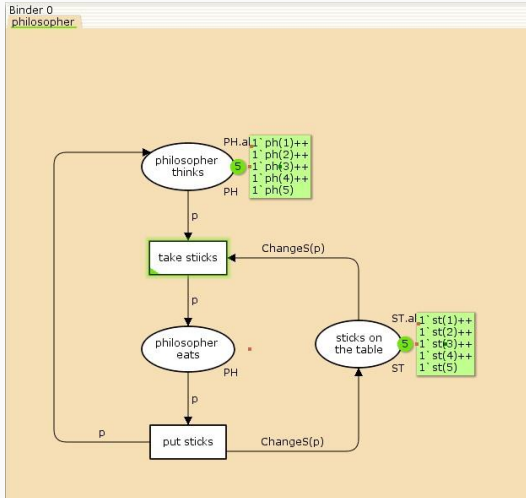 Binder 0
philosopher
PH.al
1`ph(1)++
1`ph(2)++
1`ph(3)++
1`ph(4)++
1`ph(5)
philosopher
thinks
5
PH
p
take stiicks
ChangeS(p)
p
ST.al
1`st(1)++
1`st(2)++
1`st(3)++
1`st(4)++
1`st(5)
philosopher
eats
sticks on
the table
5
PH
ST
p
p
put sticks
ChangeS(p)